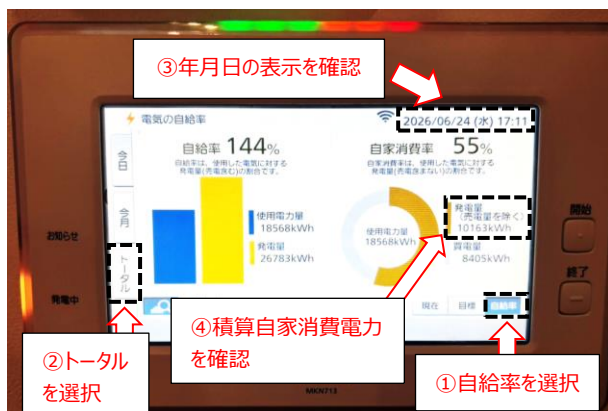 ③年月日の表示を確認
電気の自給率
2026/06/24 (水) 17:11
今日
今月
トータル
自給率 144%
自給率は、使用した電気に対する
発電量(売電含む)の割合です。
使用電力量
18568kWh
発電量
26783kWh
自家消費率 55%
自家消費率は、使用した電気に対する
発電量(売電含まない)の割合です。
使用電力量
18568kWh
発電量
(売電量を除く)
10163kWh
買電量
8405kWh
現在
目標
自給率
お知らせ
発電中
開始
終了
②トータル
を選択
④積算自家消費電力
を確認
①自給率を選択
MKN713